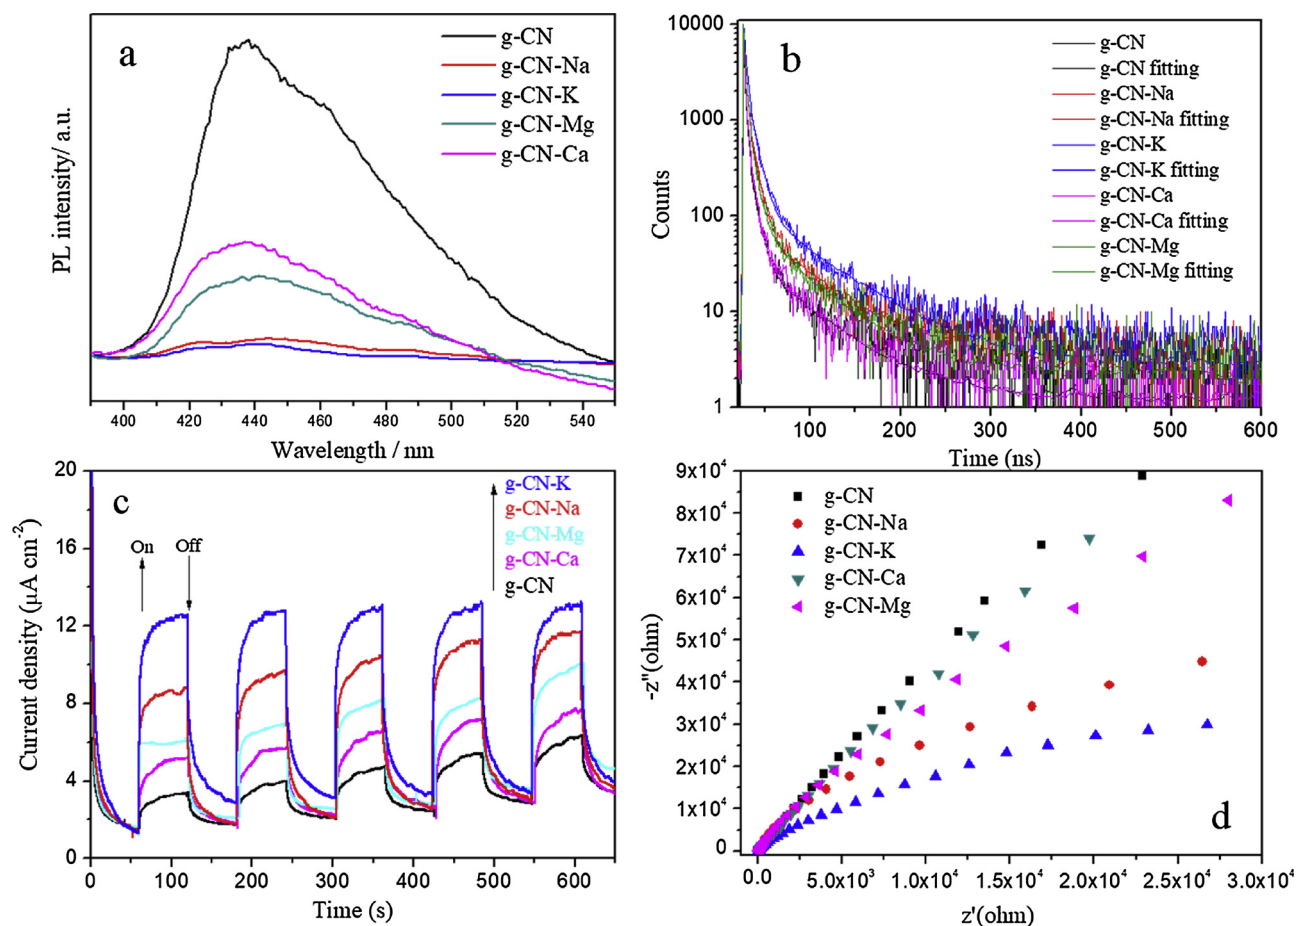 a
g-CN
g-CN-Na
g-CN-K
g-CN-Mg
g-CN-Ca
PL intensity/ a.u.
400 420 440 460 480 500 520 540
Wavelength / nm
b
g-CN
g-CN fitting
g-CN-Na
g-CN-Na fitting
g-CN-K
g-CN-K fitting
g-CN-Ca
g-CN-Ca fitting
g-CN-Mg
g-CN-Mg fitting
Counts
10000
1000
100
10
1
100 200 300 400 500 600
Time (ns)
c
g-CN-K
g-CN-Na
g-CN-Mg
g-CN-Ca
g-CN
On
Off
Current density (μA cm⁻²)
20
16
12
8
4
0
0 100 200 300 400 500 600
Time (s)
d
g-CN
g-CN-Na
g-CN-K
g-CN-Ca
g-CN-Mg
-z"(ohm)
9x10⁴
8x10⁴
7x10⁴
6x10⁴
5x10⁴
4x10⁴
3x10⁴
2x10⁴
1x10⁴
0
0.0 5.0x10³ 1.0x10⁴ 1.5x10⁴ 2.0x10⁴ 2.5x10⁴ 3.0x10⁴
z'(ohm)